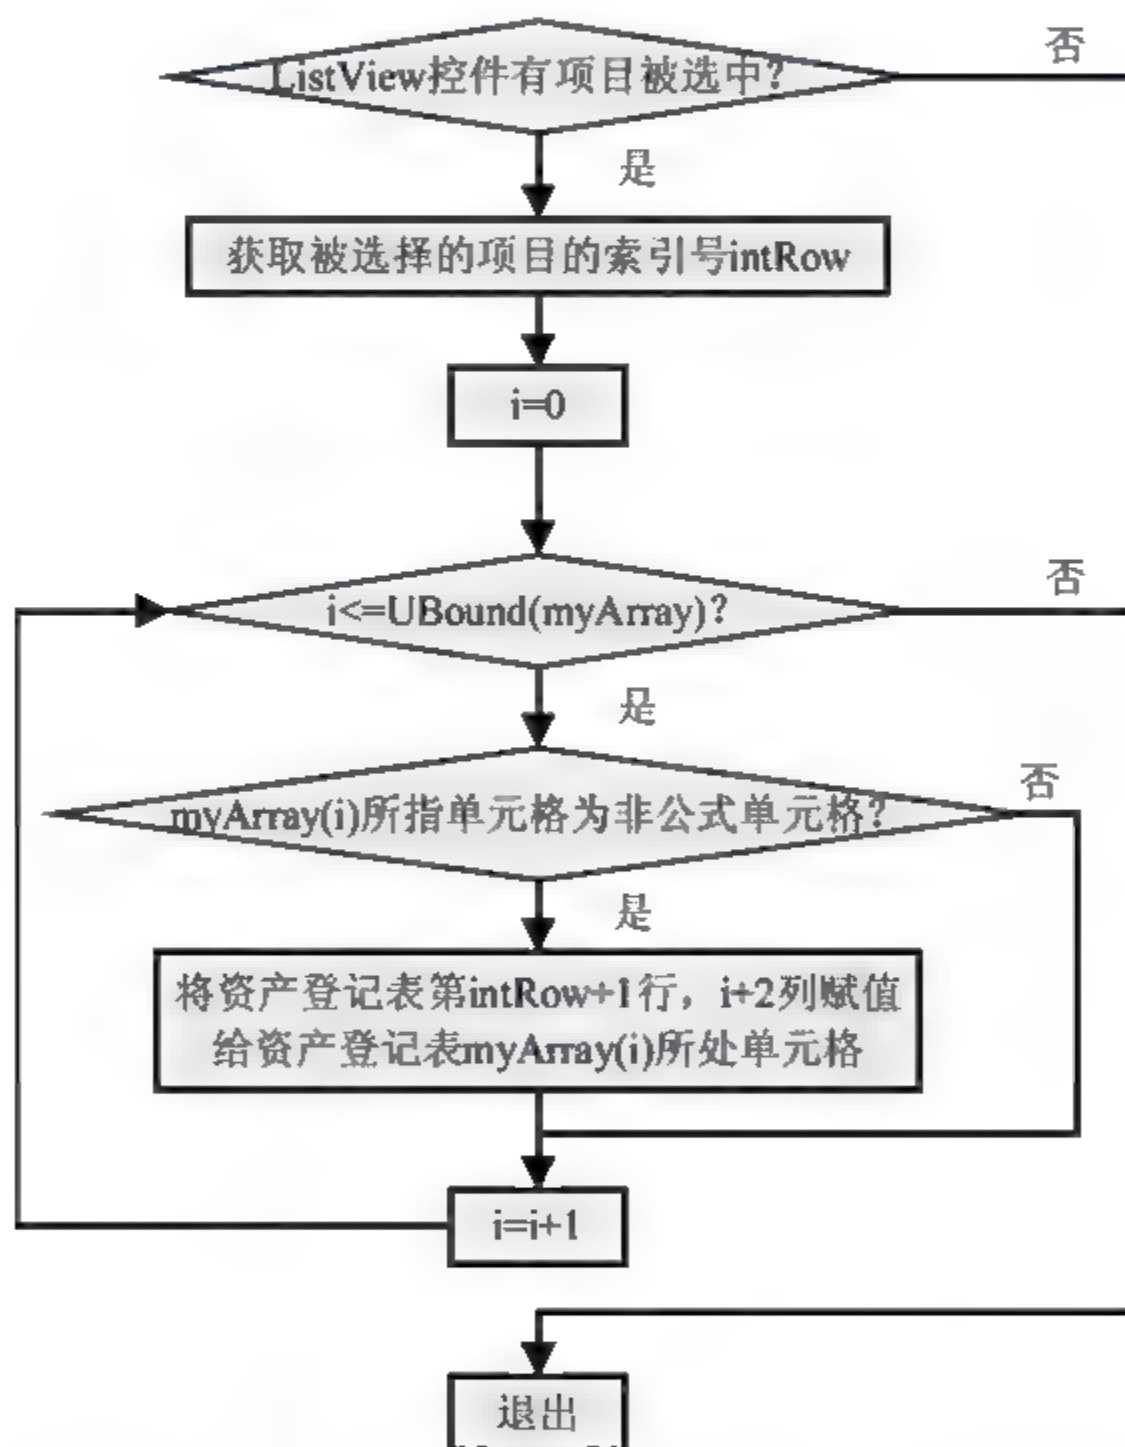 否
ListView控件有项目被选中?
是
获取被选择的项目的索引号intRow
i=0
否
i<=UBound(myArray)?
是
否
myArray(i)所指单元格为非公式单元格?
是
将资产登记表第intRow+1行，i+2列赋值
给资产登记表myArray(i)所处单元格
i=i+1
退出